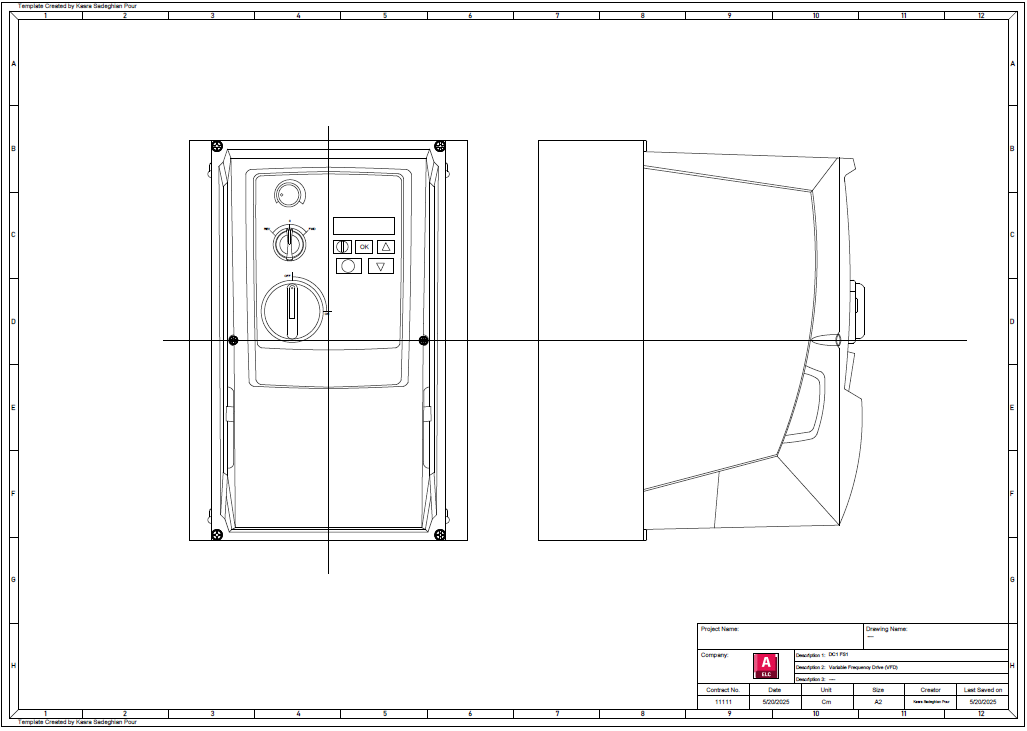 Template Created by Kasra Sadeghian Pour
1 2 3 4 5 6 7 8 9 10 11 12
A A
B B
C C
D D
E E
F F
G G
H H
OFF
OK
Project Name:
Drawing Name:
---
Company:
A
ELC
Description 1: DC1 FS1
Description 2: Variable Frequency Drive (VFD)
Description 3: ---
Contract No. Date Unit Size Creator Last Saved on
11111 5/20/2025 Cm A2 Kasra Sadeghian Pour 5/20/2025
1 2 3 4 5 6 7 8 9 10 11 12
Template Created by Kasra Sadeghian Pour